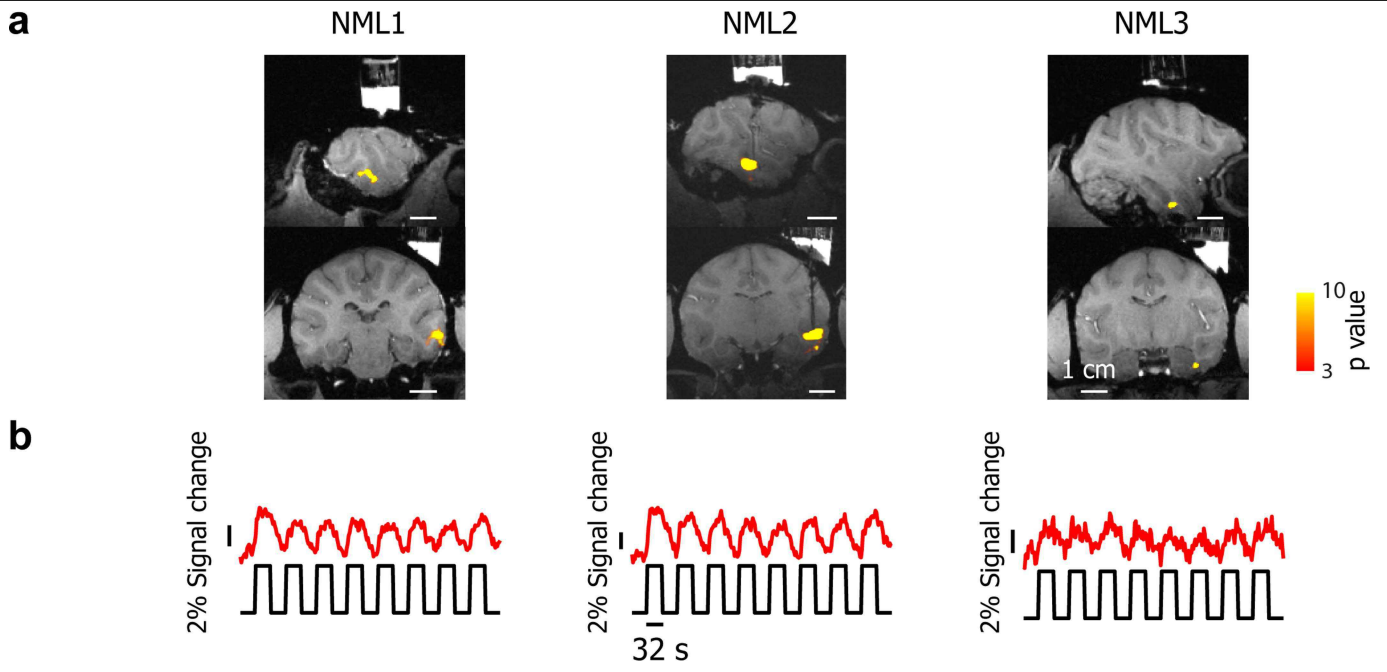 a
NML1
NML2
NML3
1 cm
10
3
p value
b
2% Signal change
2% Signal change
2% Signal change
32 s